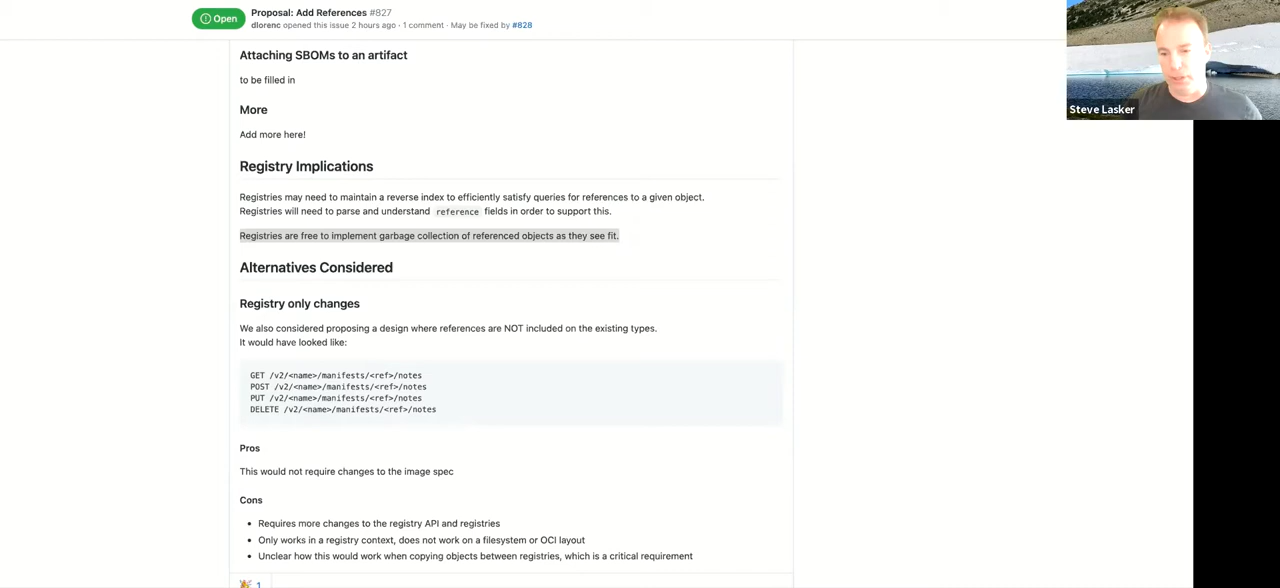 Open
Proposal: Add References #827
dlorenc opened this issue 2 hours ago · 1 comment · May be fixed by #828
Steve Lasker
Attaching SBOMs to an artifact
to be filled in
More
Add more here!
Registry Implications
Registries may need to maintain a reverse index to efficiently satisfy queries for references to a given object.
Registries will need to parse and understand reference fields in order to support this.
Registries are free to implement garbage collection of referenced objects as they see fit.
Alternatives Considered
Registry only changes
We also considered proposing a design where references are NOT included on the existing types.
It would have looked like:
GET /v2/<name>/manifests/<ref>/notes
POST /v2/<name>/manifests/<ref>/notes
PUT /v2/<name>/manifests/<ref>/notes
DELETE /v2/<name>/manifests/<ref>/notes
Pros
This would not require changes to the image spec
Cons
• Requires more changes to the registry API and registries
• Only works in a registry context, does not work on a filesystem or OCI layout
• Unclear how this would work when copying objects between registries, which is a critical requirement
1